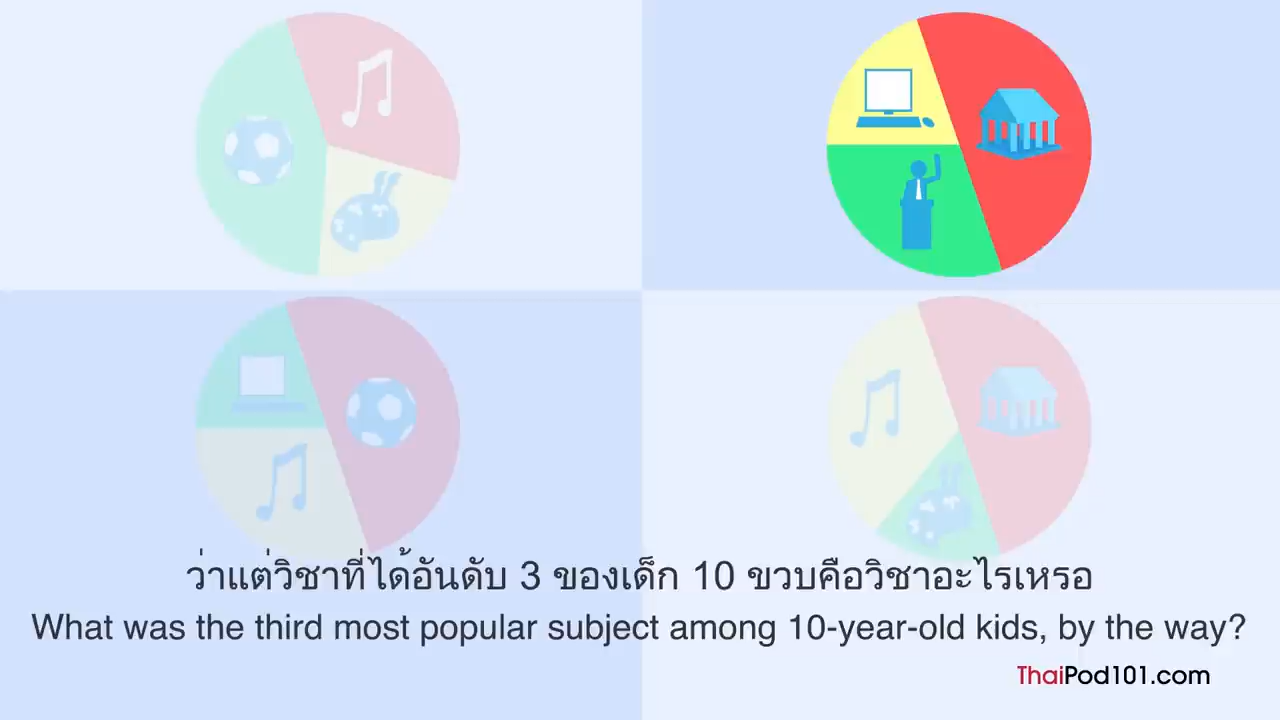 ว่าแต่วิชาที่ได้อันดับ 3 ของเด็ก 10 ขวบคือวิชาอะไรเหรอ
What was the third most popular subject among 10-year-old kids, by the way?
ThaiPod101.com